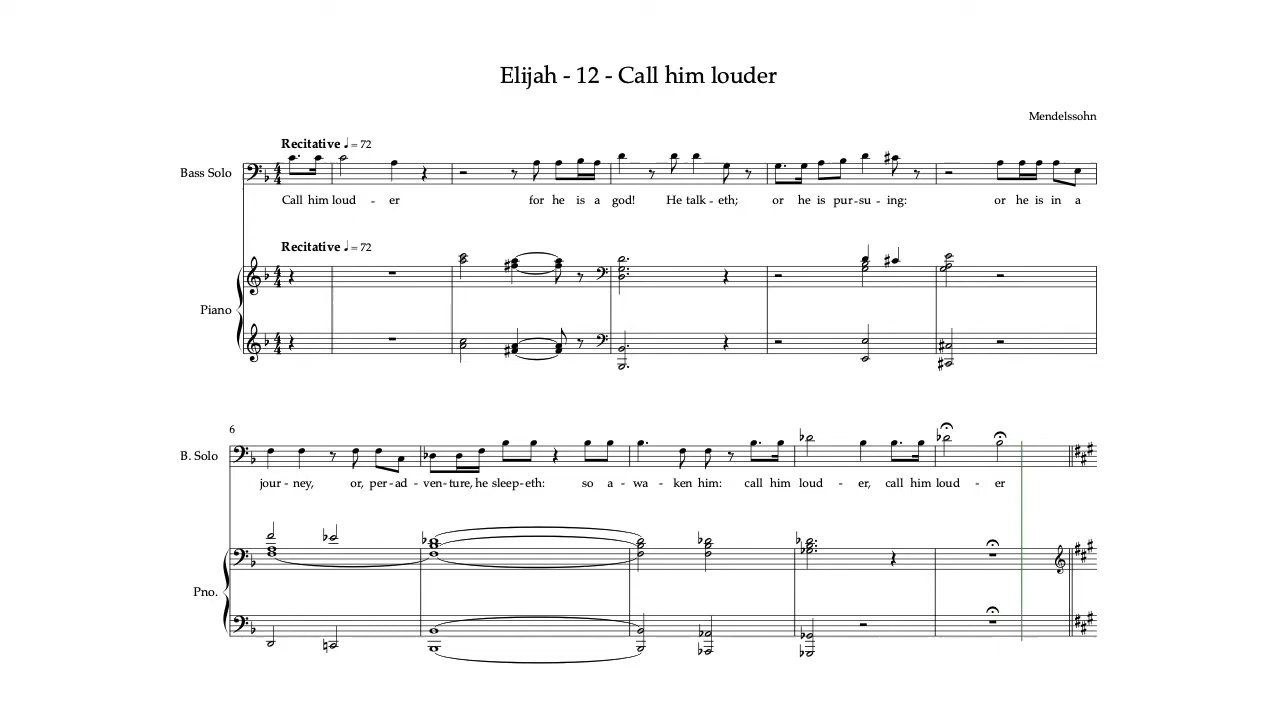 Elijah - 12 - Call him louder
Mendelssohn
Recitative ♩ = 72
Bass Solo
Call him loud - er for he is a god! He talk - eth; or he is pur - su - ing: or he is in a
Recitative ♩ = 72
Piano
6
B. Solo
jour - ney, or, per - ad - ven - ture, he sleep - eth: so a - wa - ken him: call him loud - er, call him loud - er
Pno.